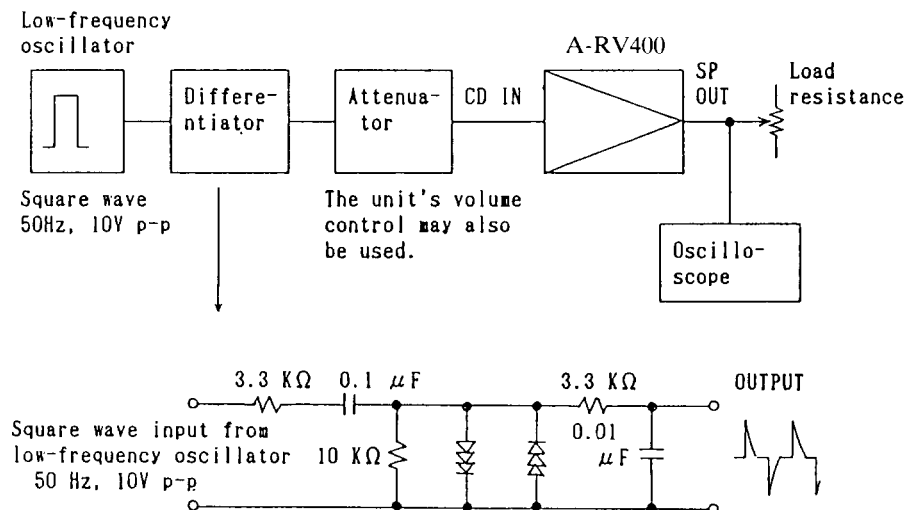 Low-frequency
oscillator
A-RV400
Differe-
ntiator
Attenua-
tor
CD IN
SP
OUT
Load
resistance
Square wave
50Hz, 10V p-p
The unit's volume
control may also
be used.
Oscillo-
scope
3.3 KΩ
0.1 μF
3.3 KΩ
OUTPUT
Square wave input from
low-frequency oscillator
50 Hz, 10V p-p
10 KΩ
0.01
μF